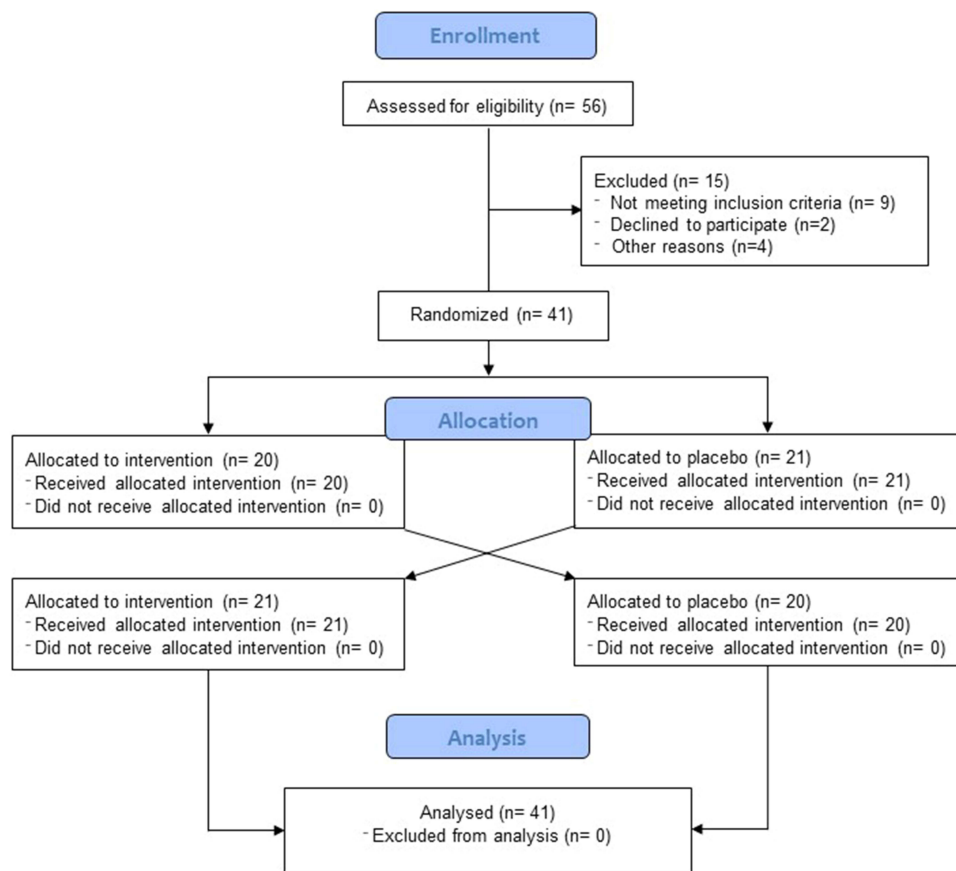 Enrollment
Assessed for eligibility (n= 56)
Excluded (n= 15)
- Not meeting inclusion criteria (n= 9)
- Declined to participate (n=2)
- Other reasons (n=4)
Randomized (n= 41)
Allocation
Allocated to intervention (n= 20)
- Received allocated intervention (n= 20)
- Did not receive allocated intervention (n= 0)
Allocated to placebo (n= 21)
- Received allocated intervention (n= 21)
- Did not receive allocated intervention (n= 0)
Allocated to intervention (n= 21)
- Received allocated intervention (n= 21)
- Did not receive allocated intervention (n= 0)
Allocated to placebo (n= 20)
- Received allocated intervention (n= 20)
- Did not receive allocated intervention (n= 0)
Analysis
Analysed (n= 41)
- Excluded from analysis (n= 0)